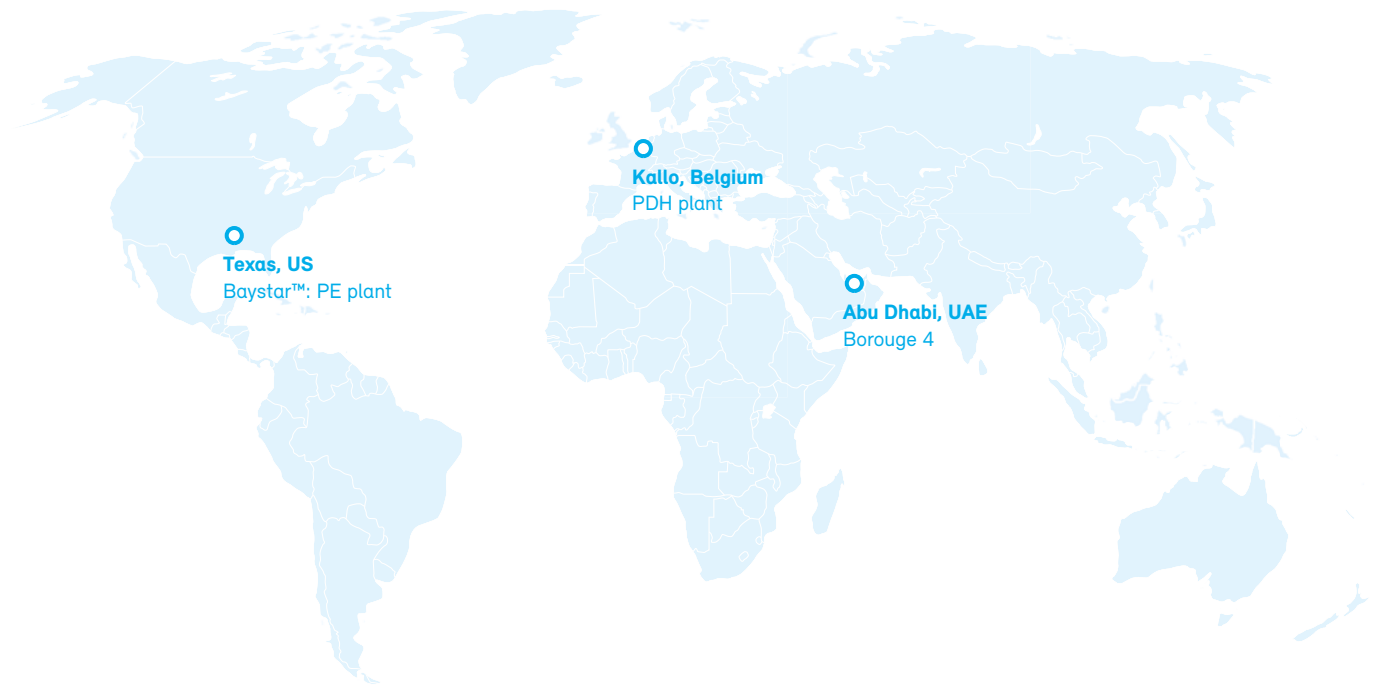 Kallo, Belgium
PDH plant
Texas, US
Baystar™: PE plant
Abu Dhabi, UAE
Borouge 4